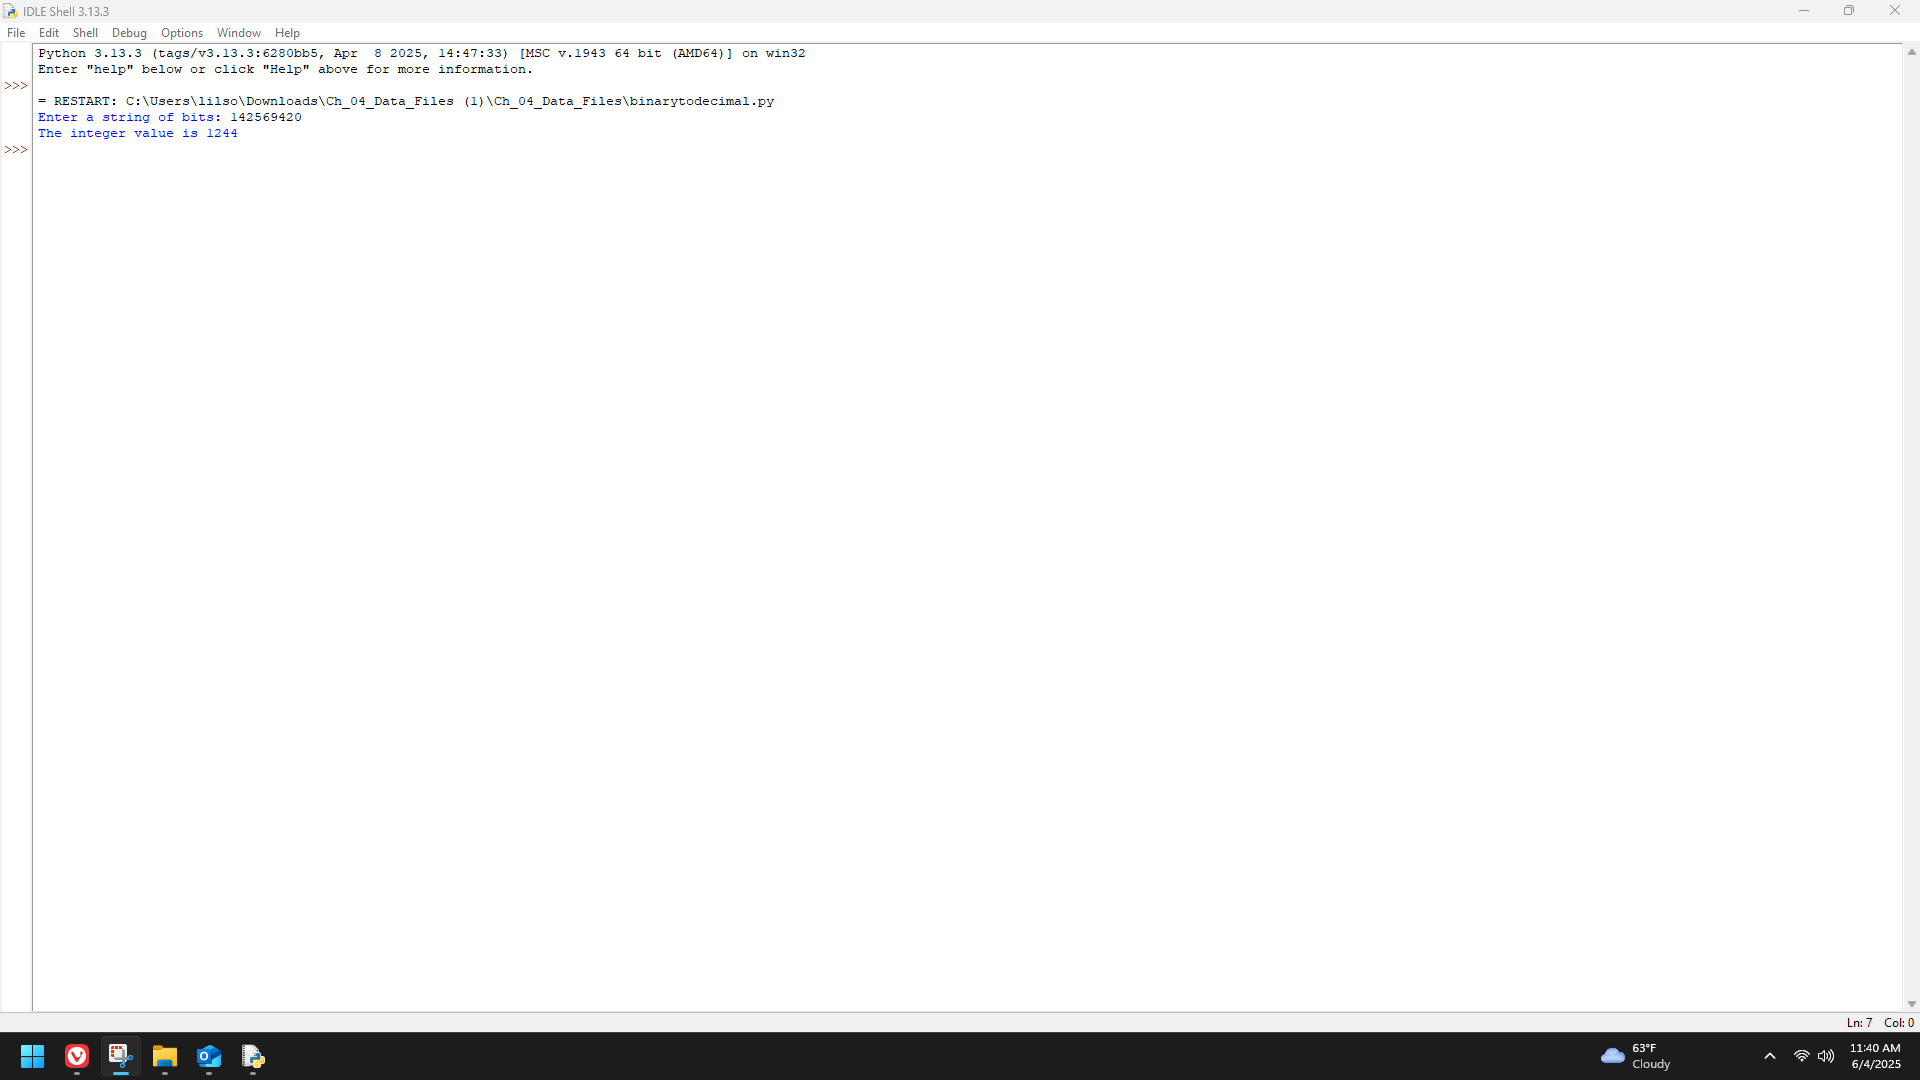 IDLE Shell 3.13.3
File Edit Shell Debug Options Window Help
Python 3.13.3 (tags/v3.13.3:6280bb5, Apr  8 2025, 14:47:33) [MSC v.1943 64 bit (AMD64)] on win32
Enter "help" below or click "Help" above for more information.
>>>
= RESTART: C:\Users\lilso\Downloads\Ch_04_Data_Files (1)\Ch_04_Data_Files\binarytodecimal.py
Enter a string of bits: 142569420
The integer value is 1244
>>>
Ln: 7 Col: 0
63°F
Cloudy
11:40 AM
6/4/2025